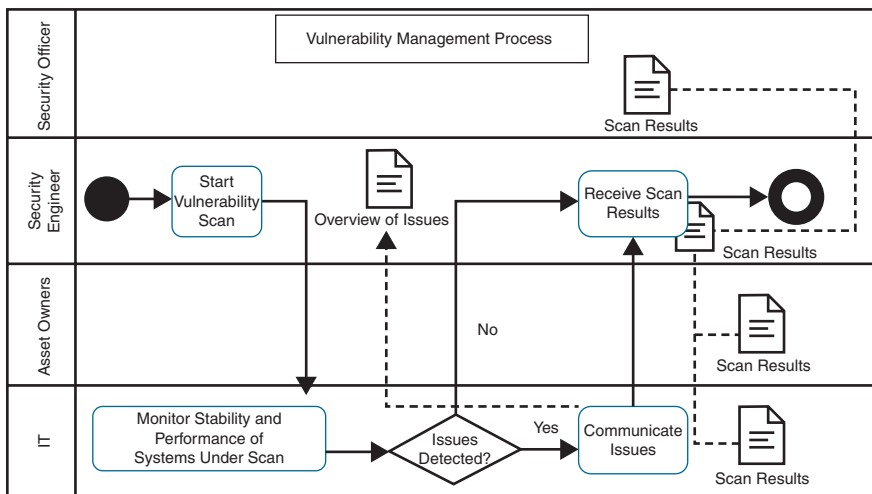 Vulnerability Management Process
Security Officer
Scan Results
Security
Engineer
Start
Vulnerability
Scan
Overview of Issues
Receive Scan
Results
Scan Results
Asset Owners
No
Scan Results
IT
Monitor Stability and
Performance of
Systems Under Scan
Issues
Detected?
Yes
Communicate
Issues
Scan Results